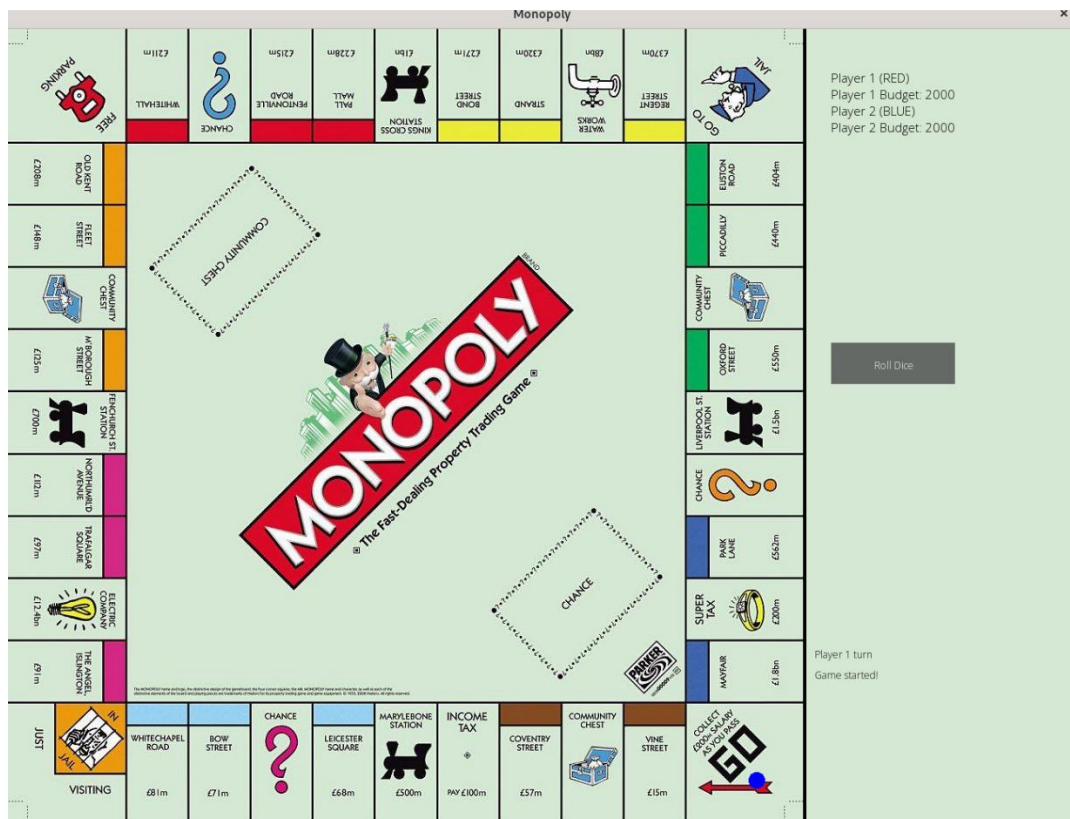 Monopoly
×
FREE
PARKING
WHITEHALL
£211m
CHANCE
PENTONVILLE
ROAD
£215m
PALL
MALL
£228m
KINGS CROSS
STATION
£1bn
BOND
STREET
£271m
STRAND
£320m
WATER
WORKS
£8bn
REGENT
STREET
£370m
GO TO
JAIL
Player 1 (RED)
Player 1 Budget: 2000
Player 2 (BLUE)
Player 2 Budget: 2000
OLD KENT
ROAD
£208m
FLEET
STREET
£148m
COMMUNITY
CHEST
M'BOROUGH
STREET
£125m
FENCHURCH ST.
STATION
£700m
NORTHUMRLD
AVENUE
£112m
TRAFALGAR
SQUARE
£97m
ELECTRIC
COMPANY
£12.4bn
THE ANGEL,
ISLINGTON
£91m
COMMUNITY CHEST
BRAND
MONOPOLY
The Fast-Dealing Property Trading Game
CHANCE
PARKER
EUSTON
ROAD
£404m
PICCADILLY
£440m
COMMUNITY
CHEST
OXFORD
STREET
£550m
LIVERPOOL ST.
STATION
£1.5bn
CHANCE
PARK
LANE
£562m
SUPER
TAX
£200m
MAYFAIR
£1.8bn
Roll Dice
Player 1 turn
Game started!
JUST
VISITING
IN
JAIL
WHITECHAPEL
ROAD
£81m
BOW
STREET
£71m
CHANCE
LEICESTER
SQUARE
£68m
MARYLEBONE
STATION
£500m
INCOME
TAX
PAY £100m
COVENTRY
STREET
£57m
COMMUNITY
CHEST
VINE
STREET
£15m
COLLECT
£200m SALARY
AS YOU PASS
GO